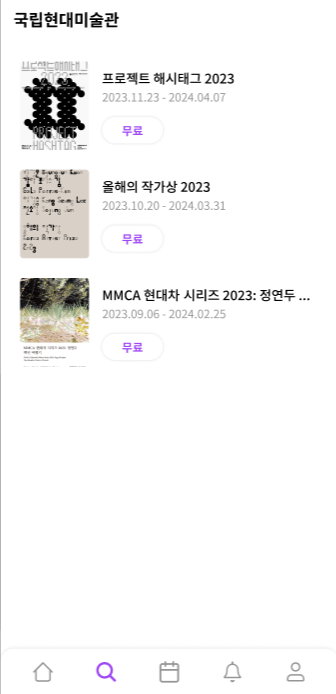 국립현대미술관
프로젝트 해시태그 2023
2023.11.23 - 2024.04.07
무료
PROJECT
HASHTAG
올해의 작가상 2023
2023.10.20 - 2024.03.31
무료
MMCA 현대차 시리즈 2023: 정연두 ...
2023.09.06 - 2024.02.25
무료